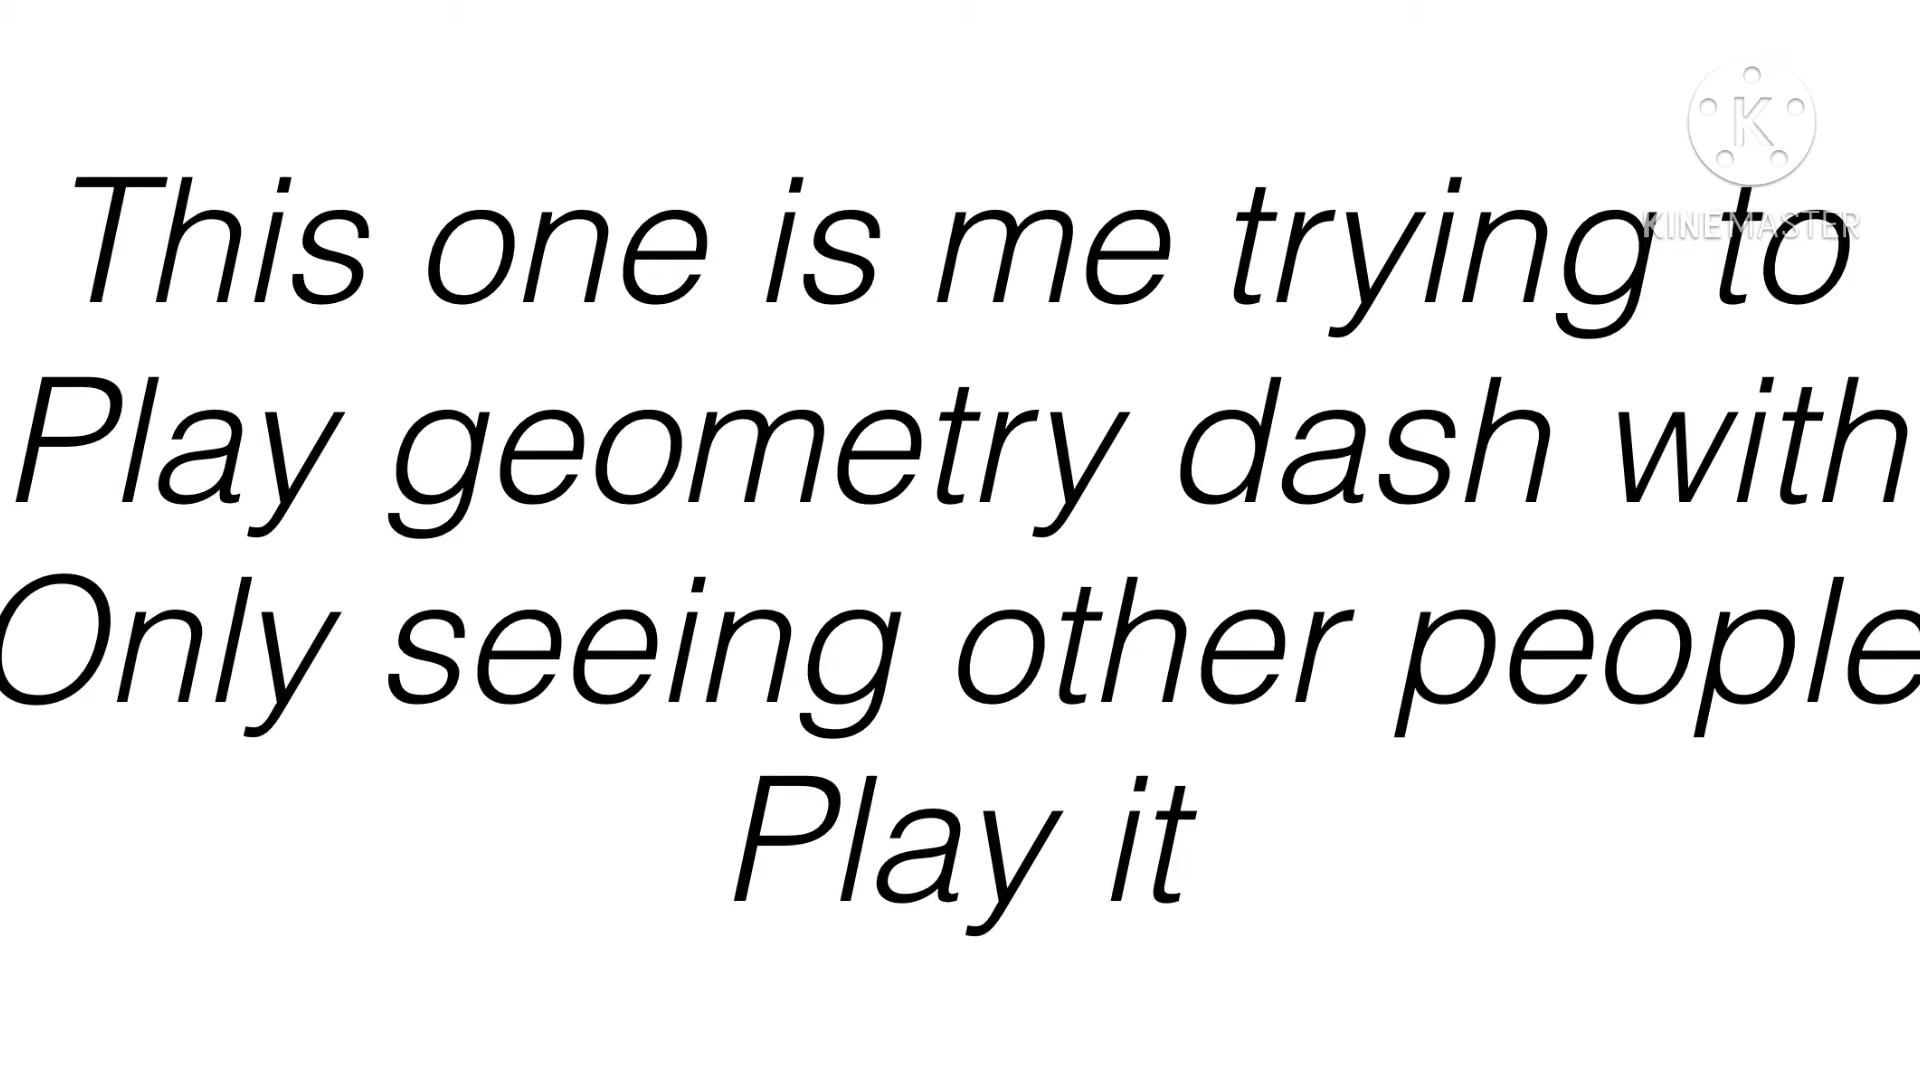 K
KINEMASTER
This one is me trying to
Play geometry dash with
Only seeing other people
Play it